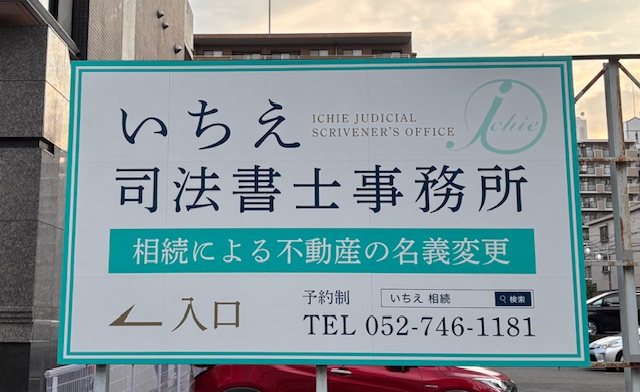 いちえ
ICHIE JUDICIAL
SCRIVENER'S OFFICE
ichie
司法書士事務所
相続による不動産の名義変更
入口
予約制
いちえ 相続
検索
TEL 052-746-1181